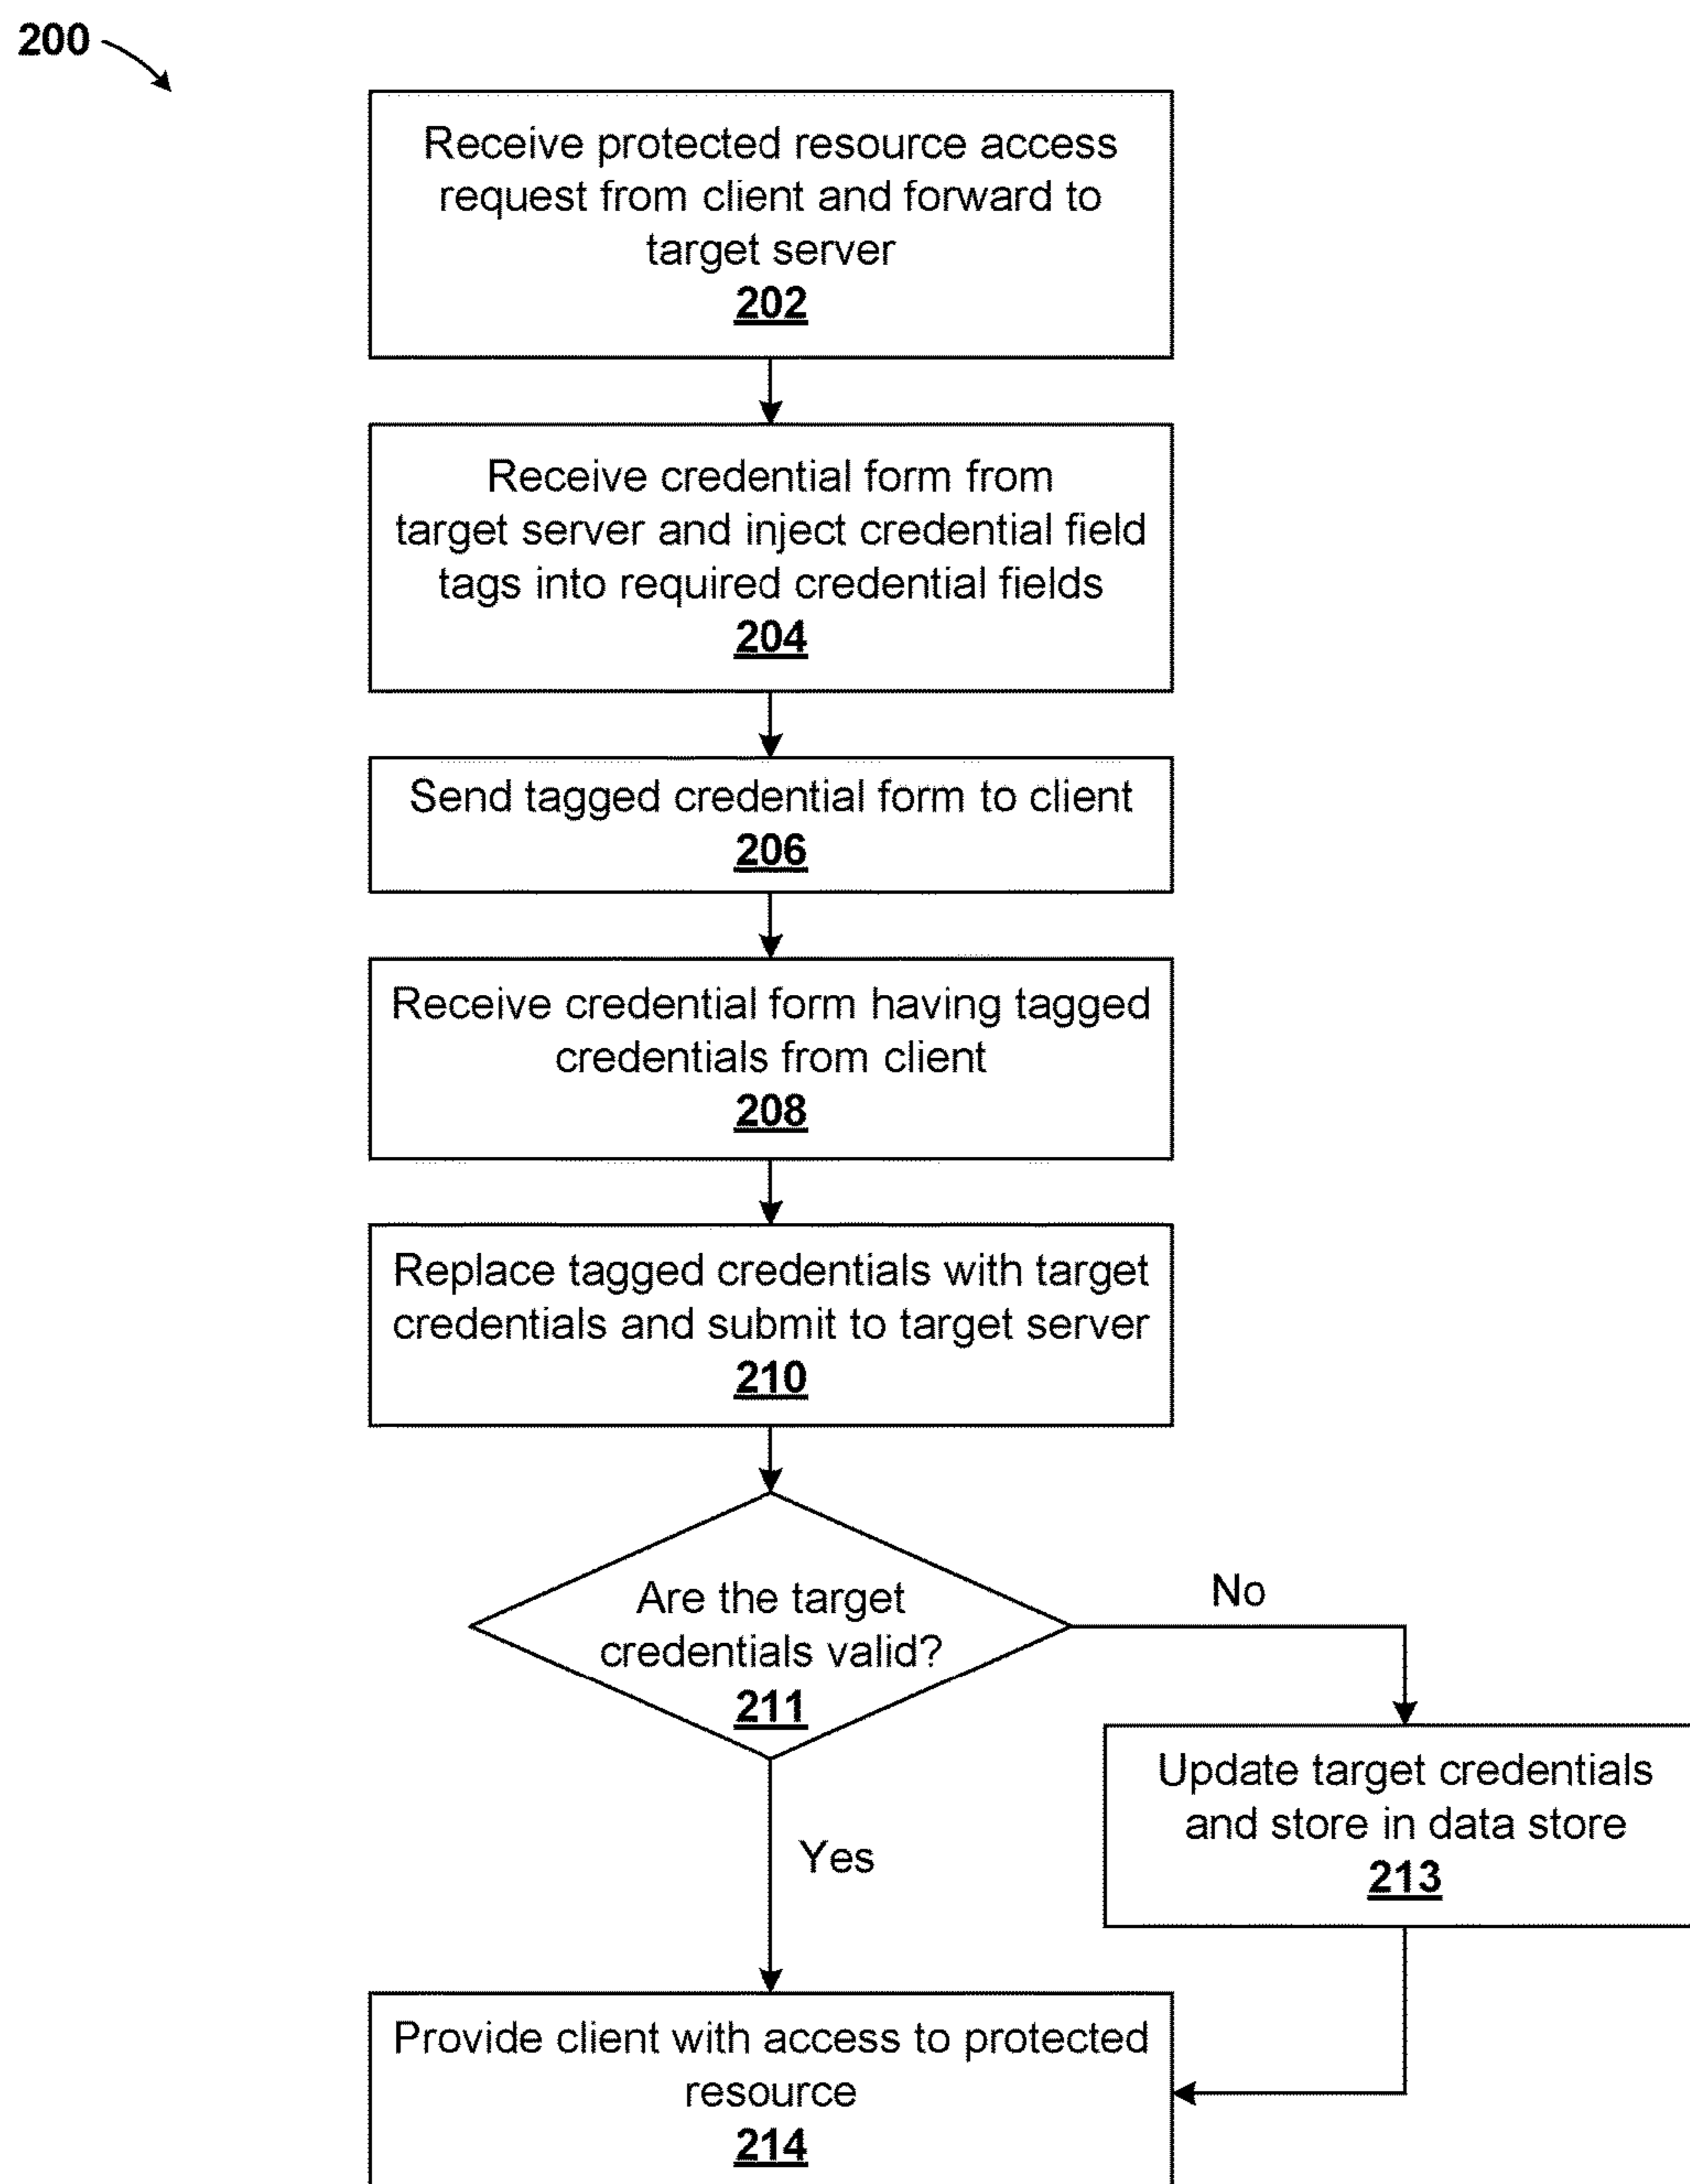 200
Receive protected resource access
request from client and forward to
target server
202
Receive credential form from
target server and inject credential field
tags into required credential fields
204
Send tagged credential form to client
206
Receive credential form having tagged
credentials from client
208
Replace tagged credentials with target
credentials and submit to target server
210
Are the target
credentials valid?
211
No
Update target credentials
and store in data store
213
Yes
Provide client with access to protected
resource
214